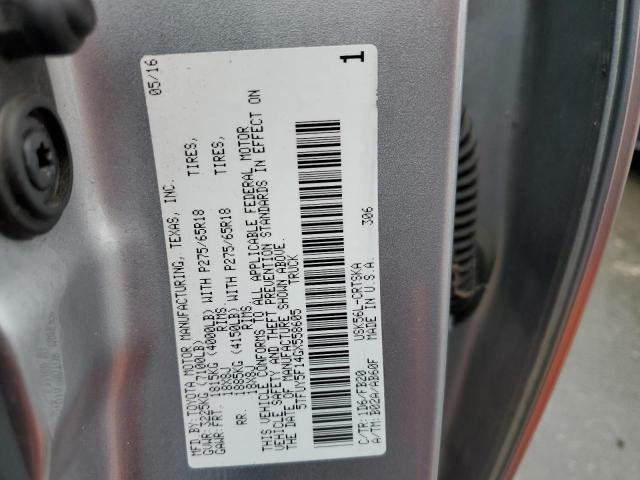 MFD.BY:TOYOTA MOTOR MANUFACTURING, TEXAS, INC. 05/16
GVWR:3225KG (7100LB)
GAWR:FRT. 1815KG (4000LB) WITH P275/65R18 TIRES,
18X8J RIMS,
RR. 1885KG (4150LB) WITH P275/65R18 TIRES,
18X8J RIMS
THIS VEHICLE CONFORMS TO ALL APPLICABLE FEDERAL MOTOR
VEHICLE SAFETY AND THEFT PREVENTION STANDARDS IN EFFECT ON
THE DATE OF MANUFACTURE SHOWN ABOVE.
5TFUY5F14GX558605 TRUCK
C/TR:1D6/FB20 USK56L-CRTSKA 306
A/TM:B02A/AB60F MADE IN U.S.A. 1